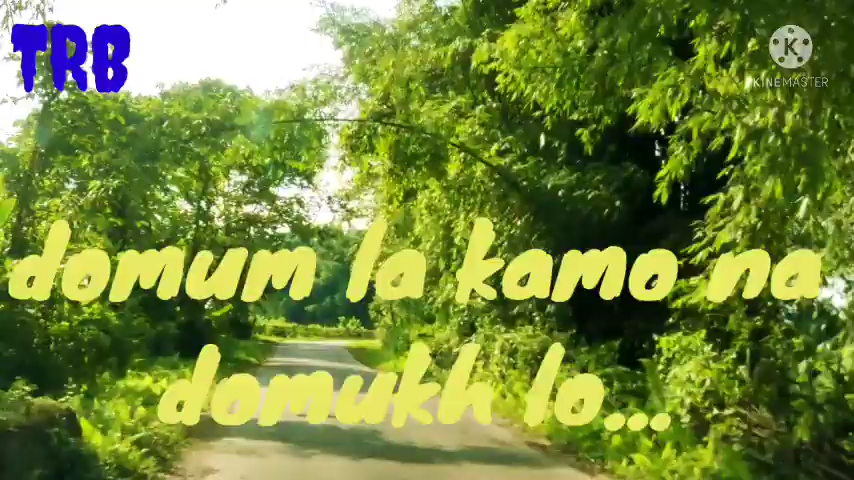 TRB
K
KINEMASTER
domum la kamo na
domukh lo...